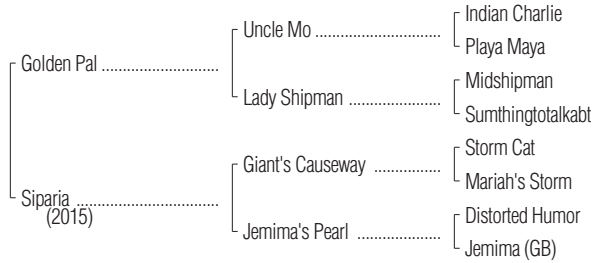 Indian Charlie
Uncle Mo ................................
Playa Maya
Golden Pal ..............................
Midshipman
Lady Shipman ........................
Sumthingtotalkabt
Storm Cat
Giant's Causeway .................
Mariah's Storm
Siparia .....................................
(2015)
Distorted Humor
Jemima's Pearl .....................
Jemima (GB)